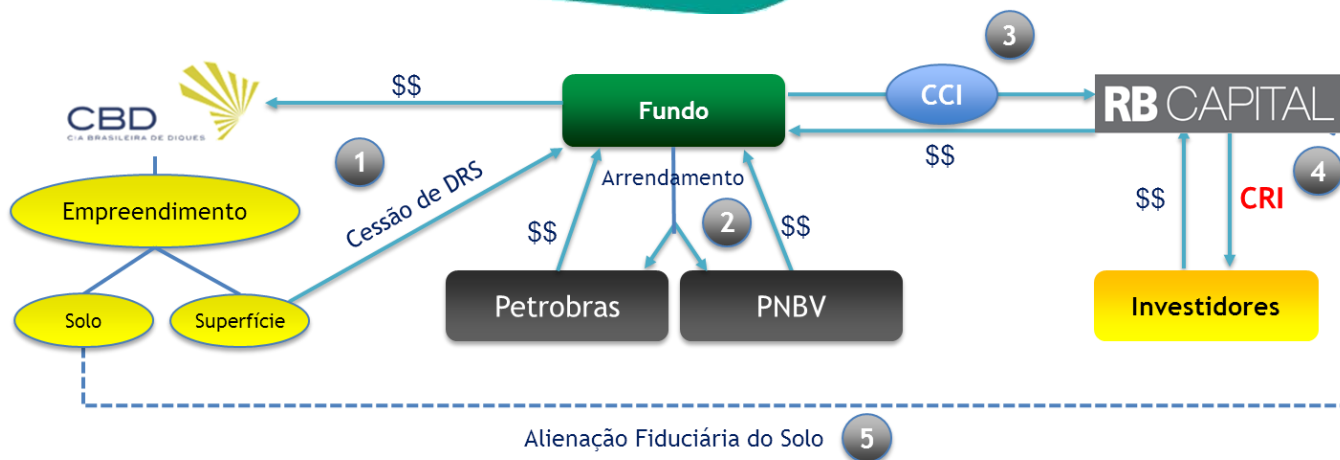 3
$$
CCI
Fundo
RB CAPITAL
CBD
CIA BRASILEIRA DE DIQUES
1
$$
4
Cessão de DRS
Arrendamento
Empreendimento
$$
2
$$
$$
CRI
Solo
Superfície
Petrobras
PNBV
Investidores
Alienação Fiduciária do Solo
5